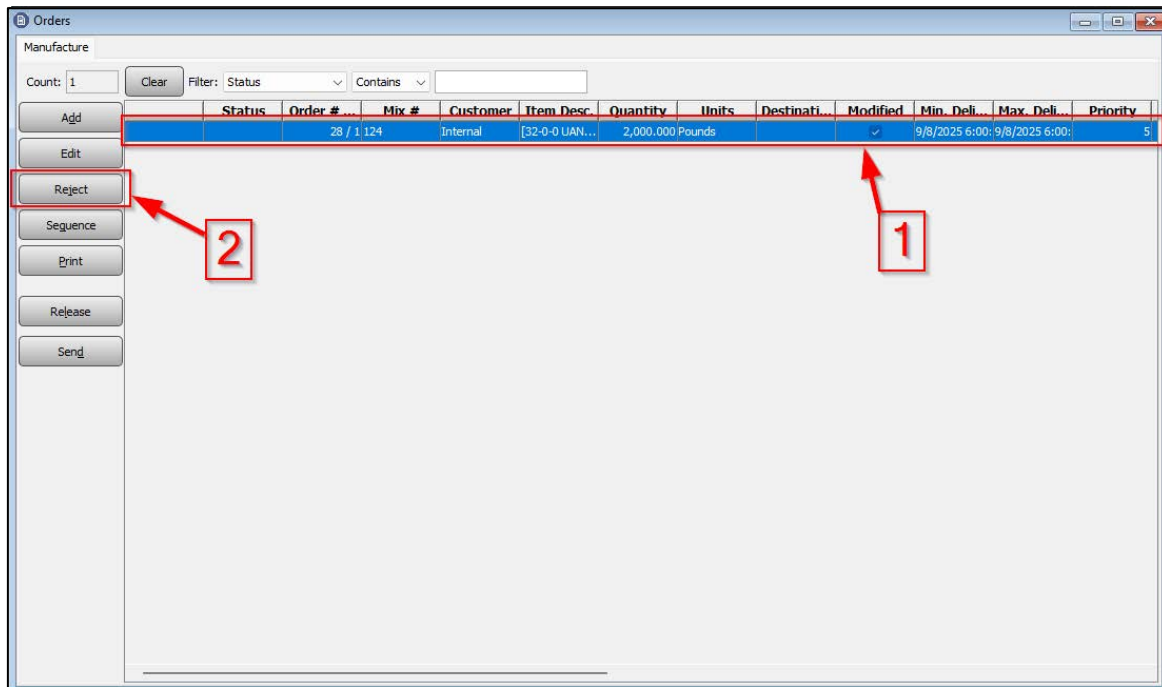 Orders
Manufacture
Count: 1 Clear Filter: Status Contains
Status Order # ... Mix # Customer Item Desc. Quantity Units Destinati... Modified Min. Deli... Max. Deli... Priority
28 / 1 124 Internal [32-0-0 UAN... 2,000.000 Pounds 9/8/2025 6:00: 9/8/2025 6:00: 5
Add
Edit
Reject
Sequence
Print
Release
Send
1
2